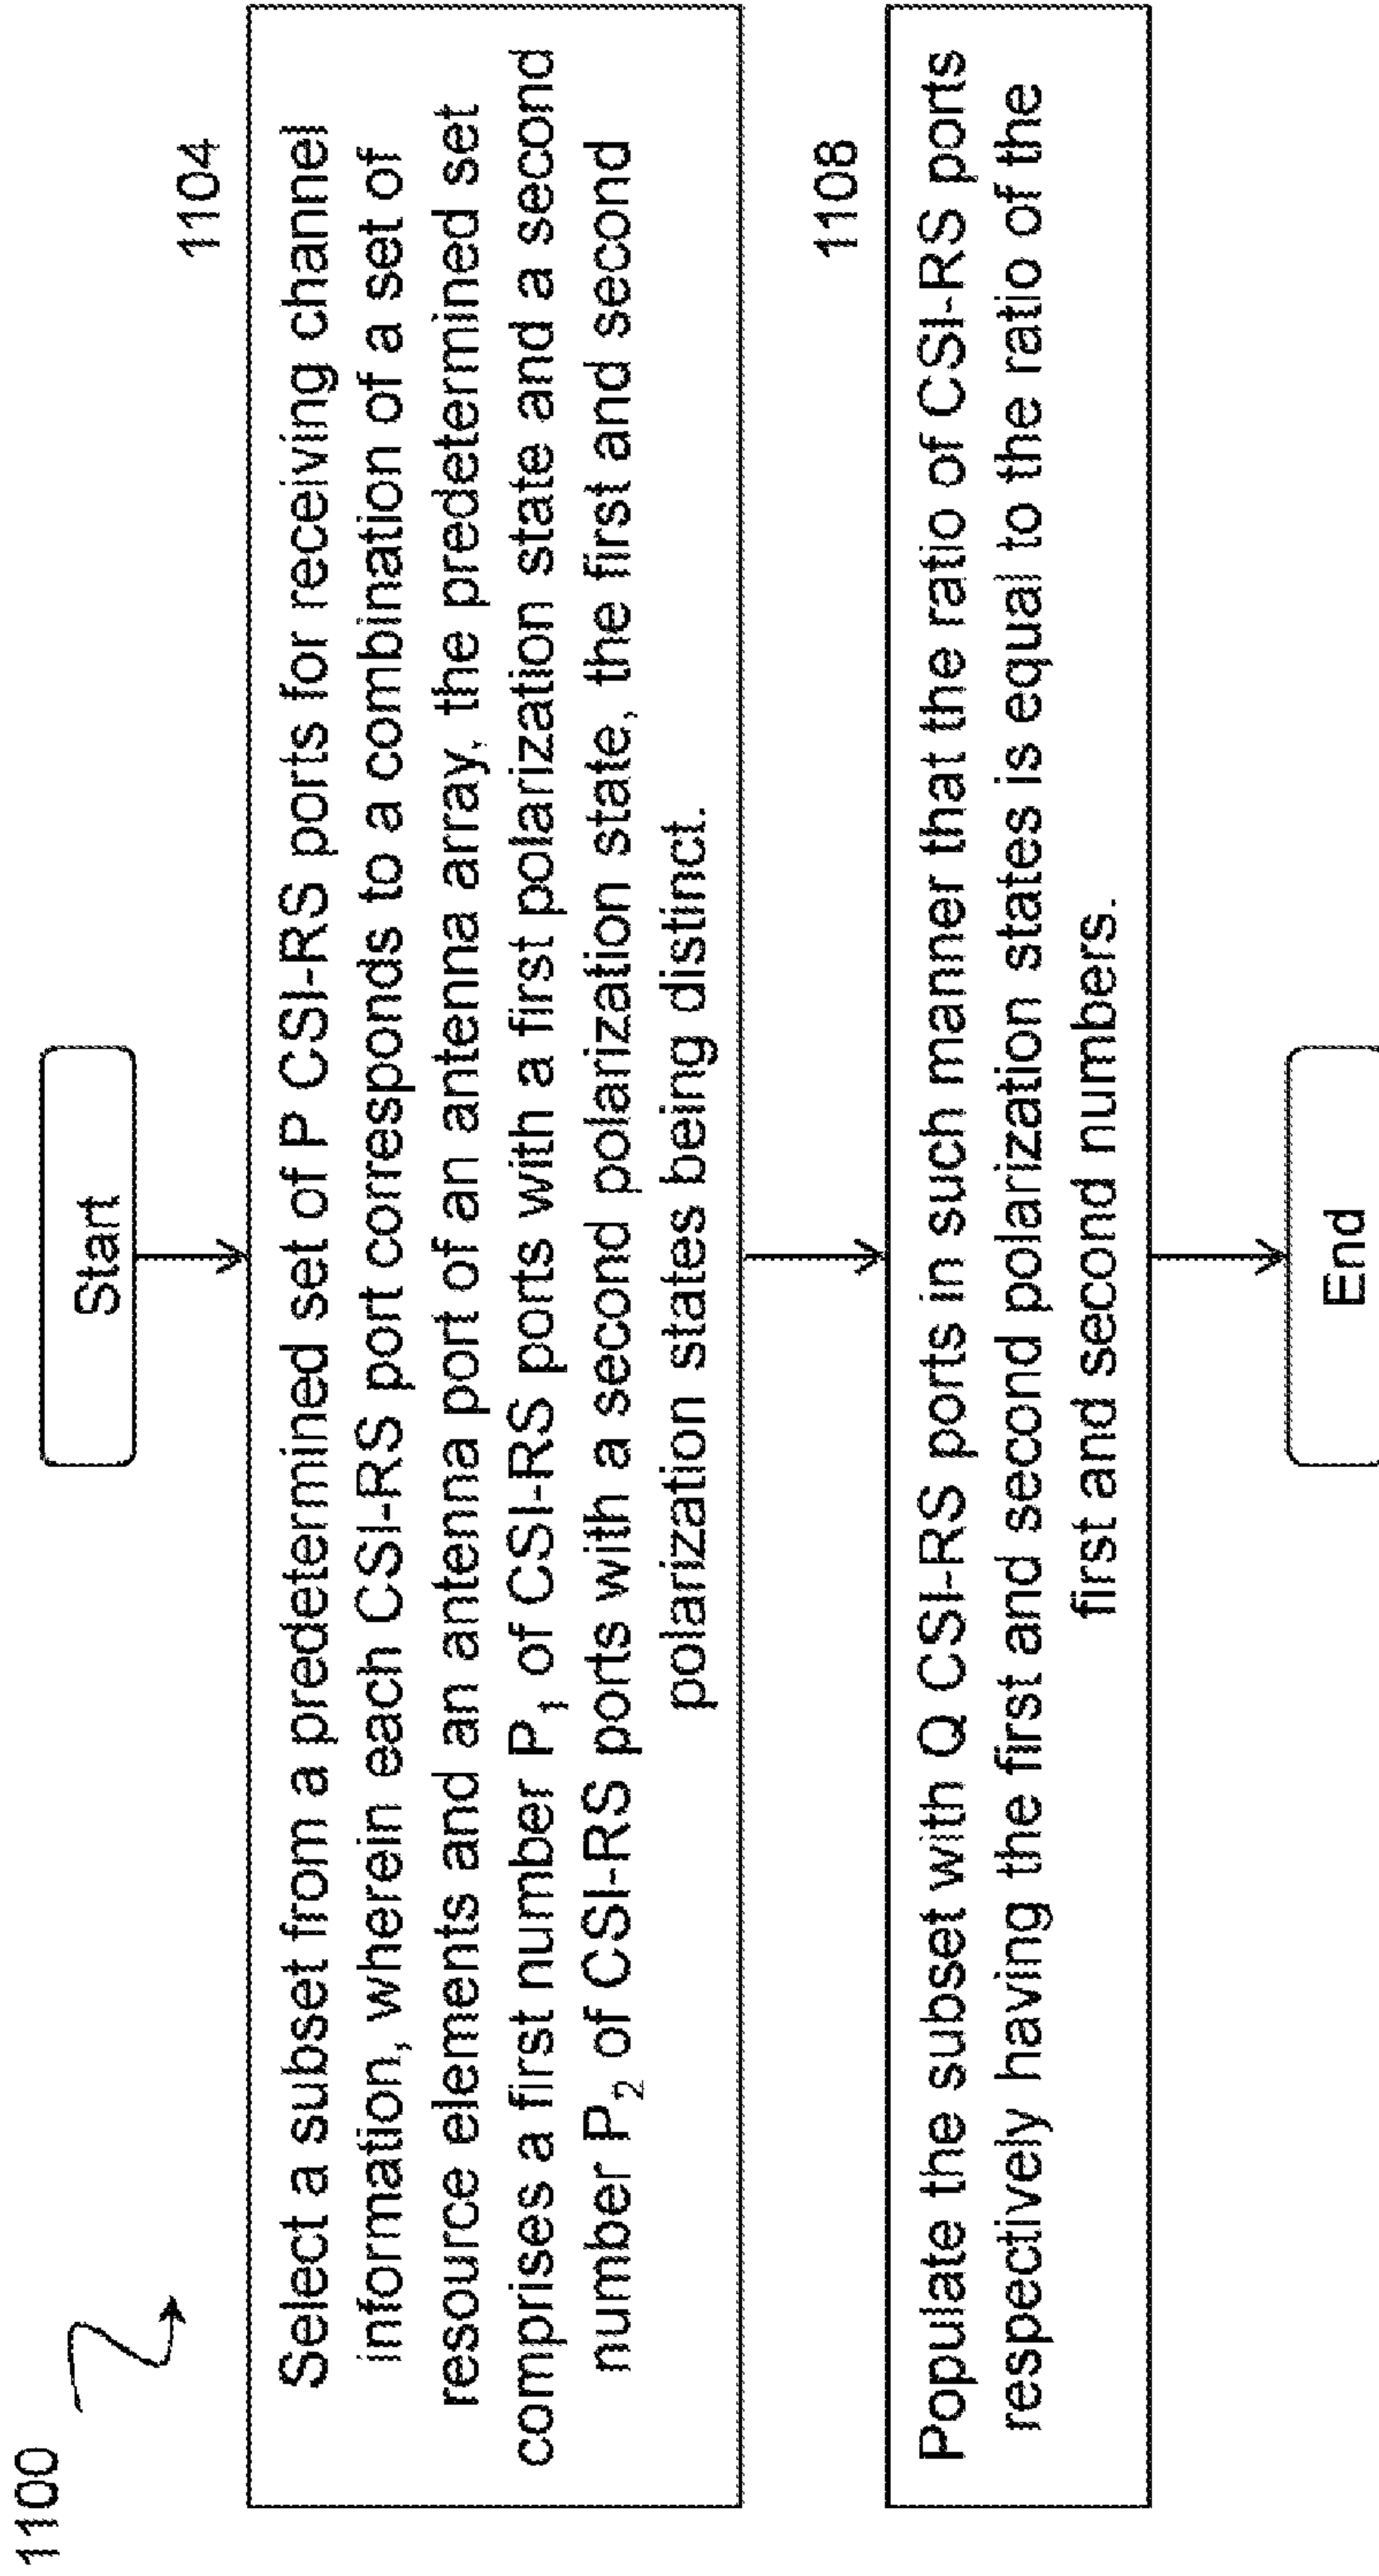 1100
Start
1104
Select a subset from a predetermined set of P CSI-RS ports for receiving channel
information, wherein each CSI-RS port corresponds to a combination of a set of
resource elements and an antenna port of an antenna array, the predetermined set
comprises a first number P₁ of CSI-RS ports with a first polarization state and a second
number P₂ of CSI-RS ports with a second polarization state, the first and second
polarization states being distinct.
1108
Populate the subset with Q CSI-RS ports in such manner that the ratio of CSI-RS ports
respectively having the first and second polarization states is equal to the ratio of the
first and second numbers.
End